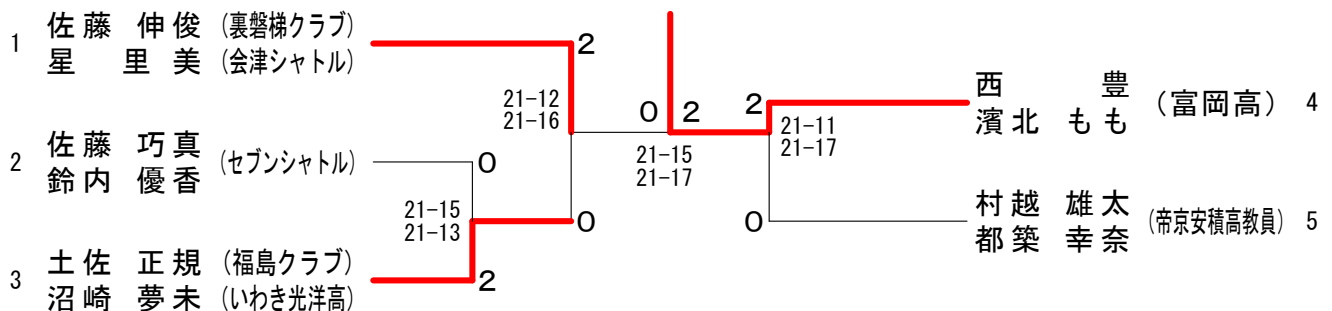 1 佐藤 伸俊 (裏磐梯クラブ)
星 里美 (会津シャトル)
2
21-12
21-16
2 佐藤 巧真
鈴内 優香 (セブンシャトル)
0
21-15
21-13
0
3 土佐 正規 (福島クラブ)
沼崎 夢未 (いわき光洋高)
2
0 2
21-15
21-17
2
21-11
21-17
西 豊
濱北 もも (富岡高) 4
0
村越 雄太
都築 幸奈 (帝京安積高教員) 5